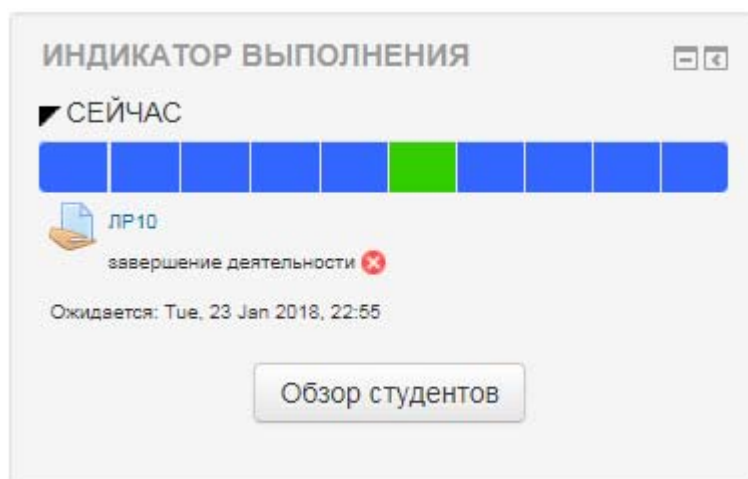 ИНДИКАТОР ВЫПОЛНЕНИЯ
СЕЙЧАС
ЛР10
завершение деятельности
Ожидается: Tue, 23 Jan 2018, 22:55
Обзор студентов